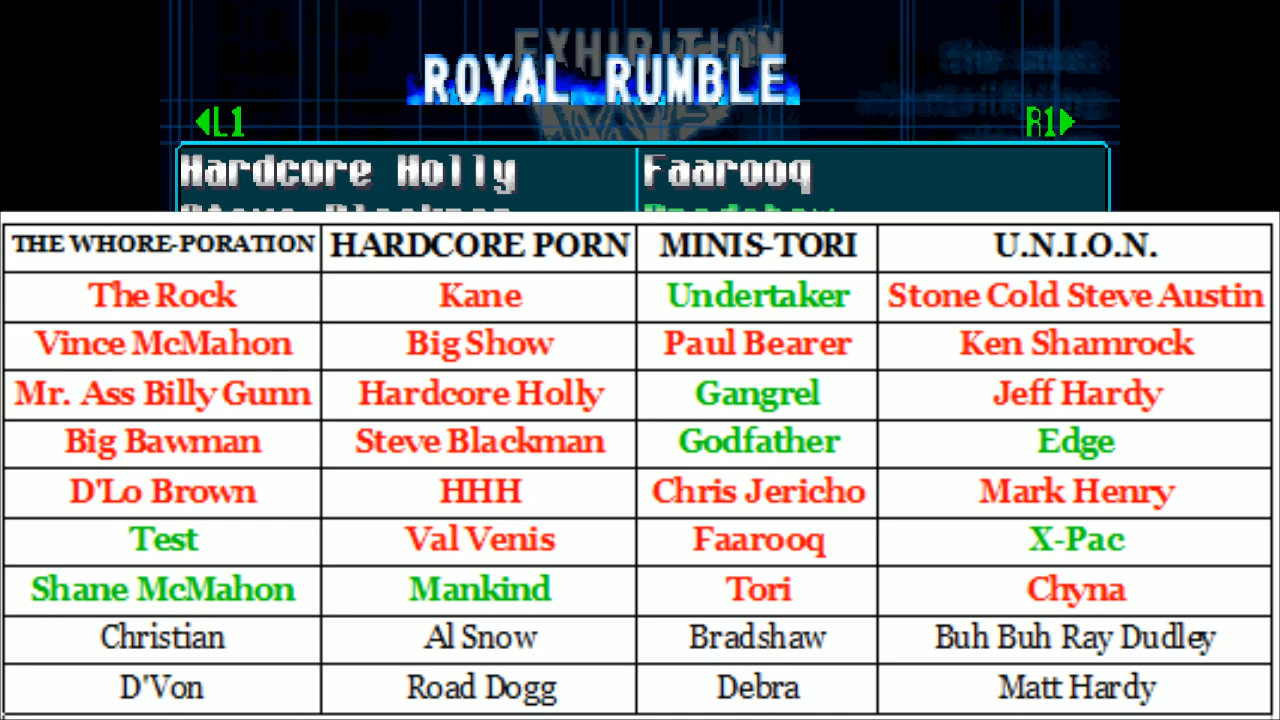 EXHIBITION
ROYAL RUMBLE
L1 R1
Hardcore Holly Faarooq
THE WHORE-PORATION HARDCORE PORN MINIS-TORI U.N.I.O.N.
The Rock Kane Undertaker Stone Cold Steve Austin
Vince McMahon Big Show Paul Bearer Ken Shamrock
Mr. Ass Billy Gunn Hardcore Holly Gangrel Jeff Hardy
Big Bawman Steve Blackman Godfather Edge
D'Lo Brown HHH Chris Jericho Mark Henry
Test Val Venis Faarooq X-Pac
Shane McMahon Mankind Tori Chyna
Christian Al Snow Bradshaw Buh Buh Ray Dudley
D'Von Road Dogg Debra Matt Hardy